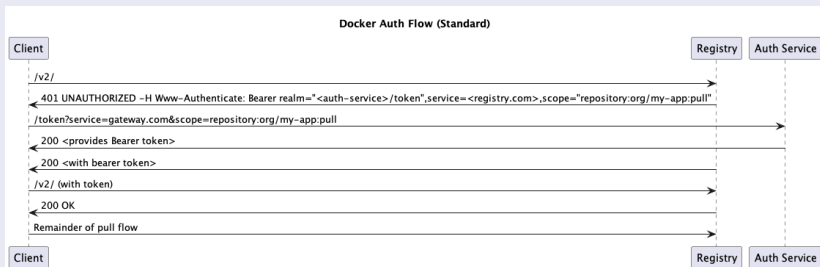 Docker Auth Flow (Standard)
Client Registry Auth Service
/v2/
401 UNAUTHORIZED -H Www-Authenticate: Bearer realm="<auth-service>/token",service=<registry.com>,scope="repository:org/my-app:pull"
/token?service=gateway.com&scope=repository:org/my-app:pull
200 <provides Bearer token>
200 <with bearer token>
/v2/ (with token)
200 OK
Remainder of pull flow
Client Registry Auth Service